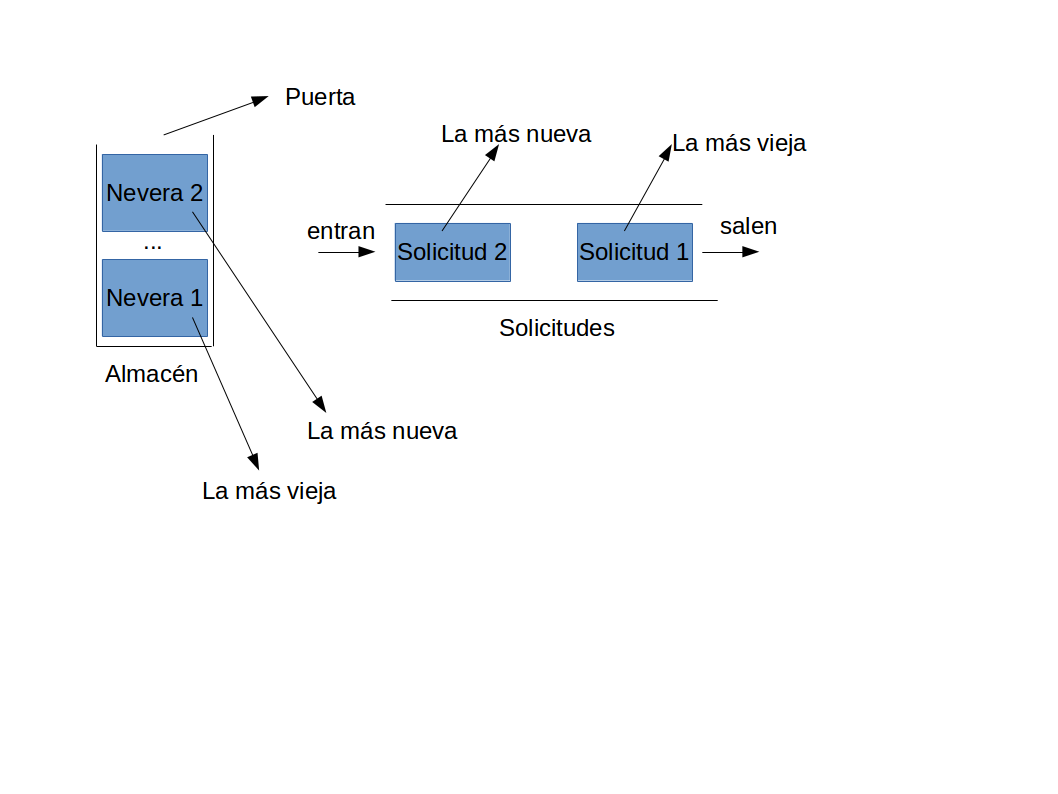 Puerta
La más nueva
La más vieja
Nevera 2
...
Nevera 1
Almacén
entran
Solicitud 2
Solicitud 1
salen
Solicitudes
La más nueva
La más vieja